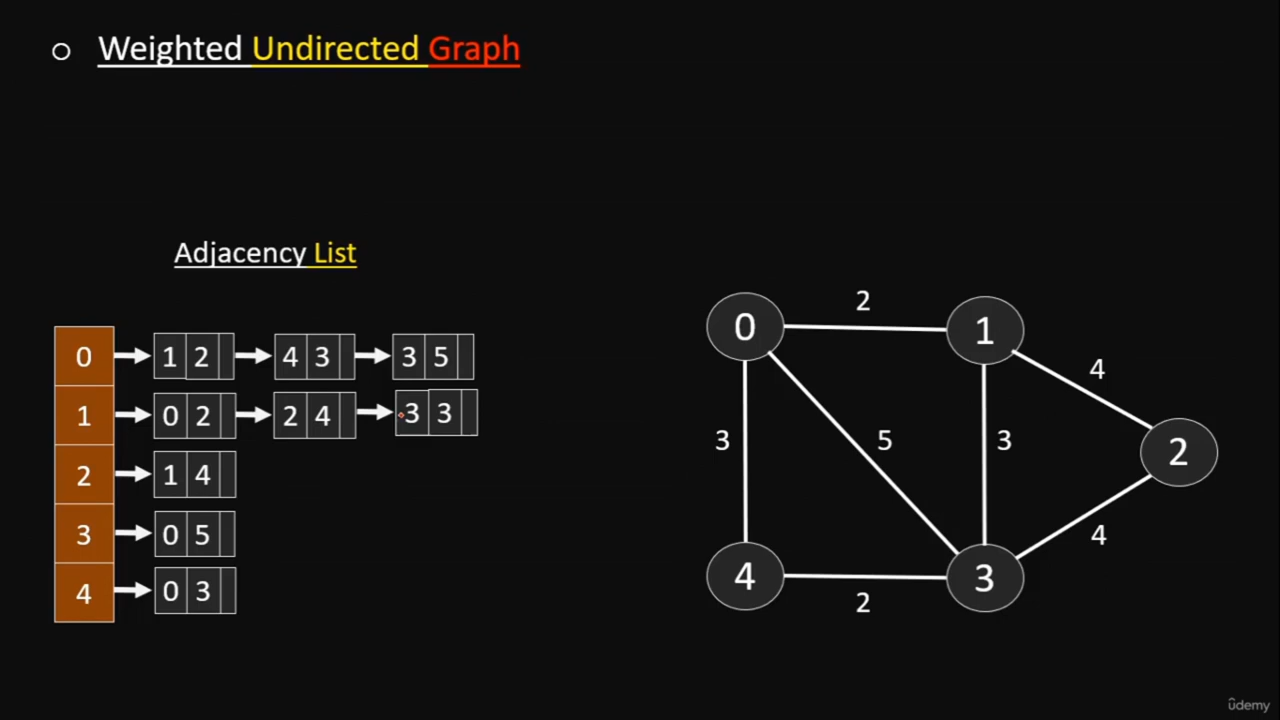 Weighted Undirected Graph
Adjacency List
0 1 2 4 3 3 5
1 0 2 2 4 3 3
2 1 4
3 0 5
4 0 3
2
0 1
4
3 5 3
2
4
4 3
2
ûdemy